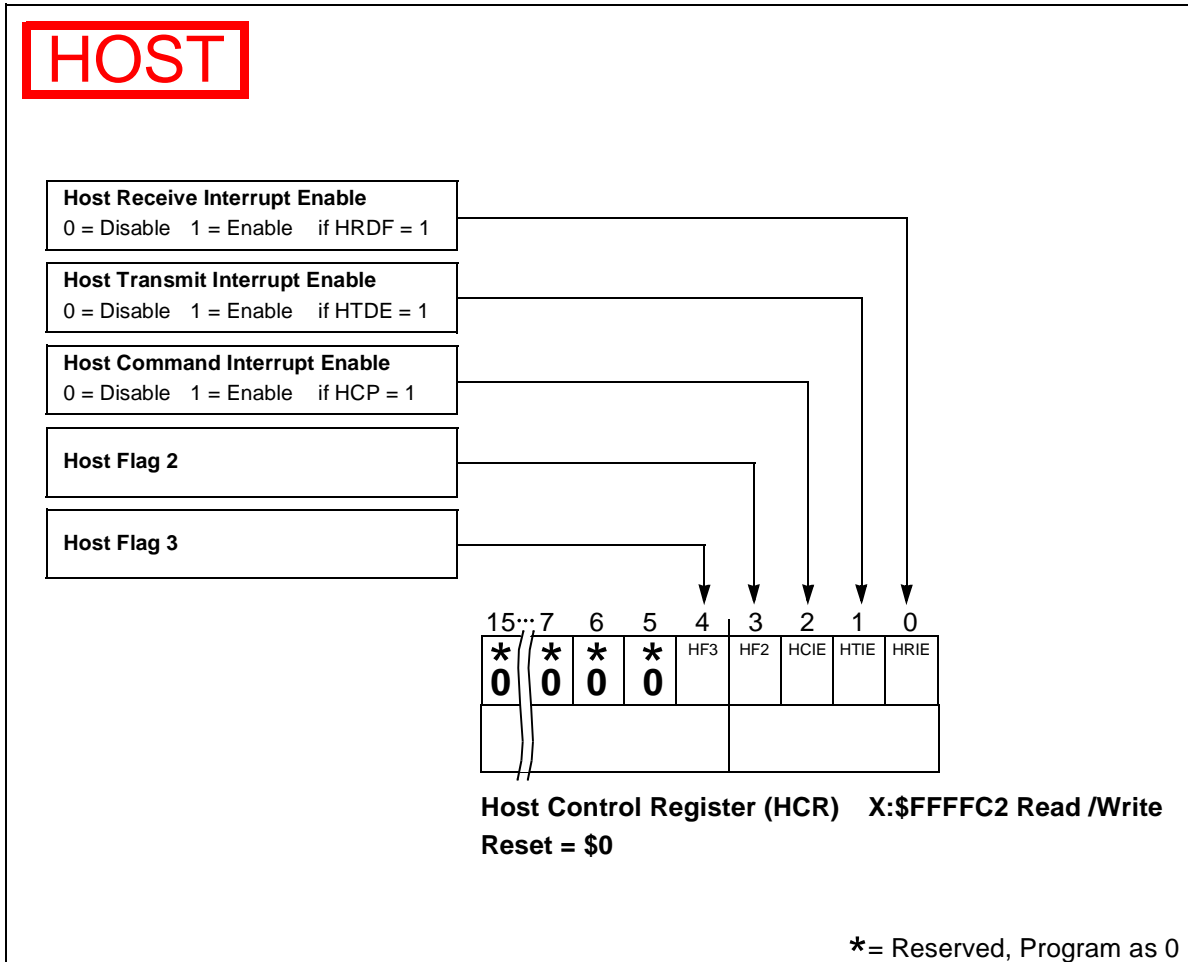 HOST
Host Receive Interrupt Enable
0 = Disable 1 = Enable if HRDF = 1
Host Transmit Interrupt Enable
0 = Disable 1 = Enable if HTDE = 1
Host Command Interrupt Enable
0 = Disable 1 = Enable if HCP = 1
Host Flag 2
Host Flag 3
15 ··· 7 6 5 4 3 2 1 0
* * * * HF3 HF2 HCIE HTIE HRIE
0 0 0 0
Host Control Register (HCR) X:$FFFFC2 Read /Write
Reset = $0
* = Reserved, Program as 0